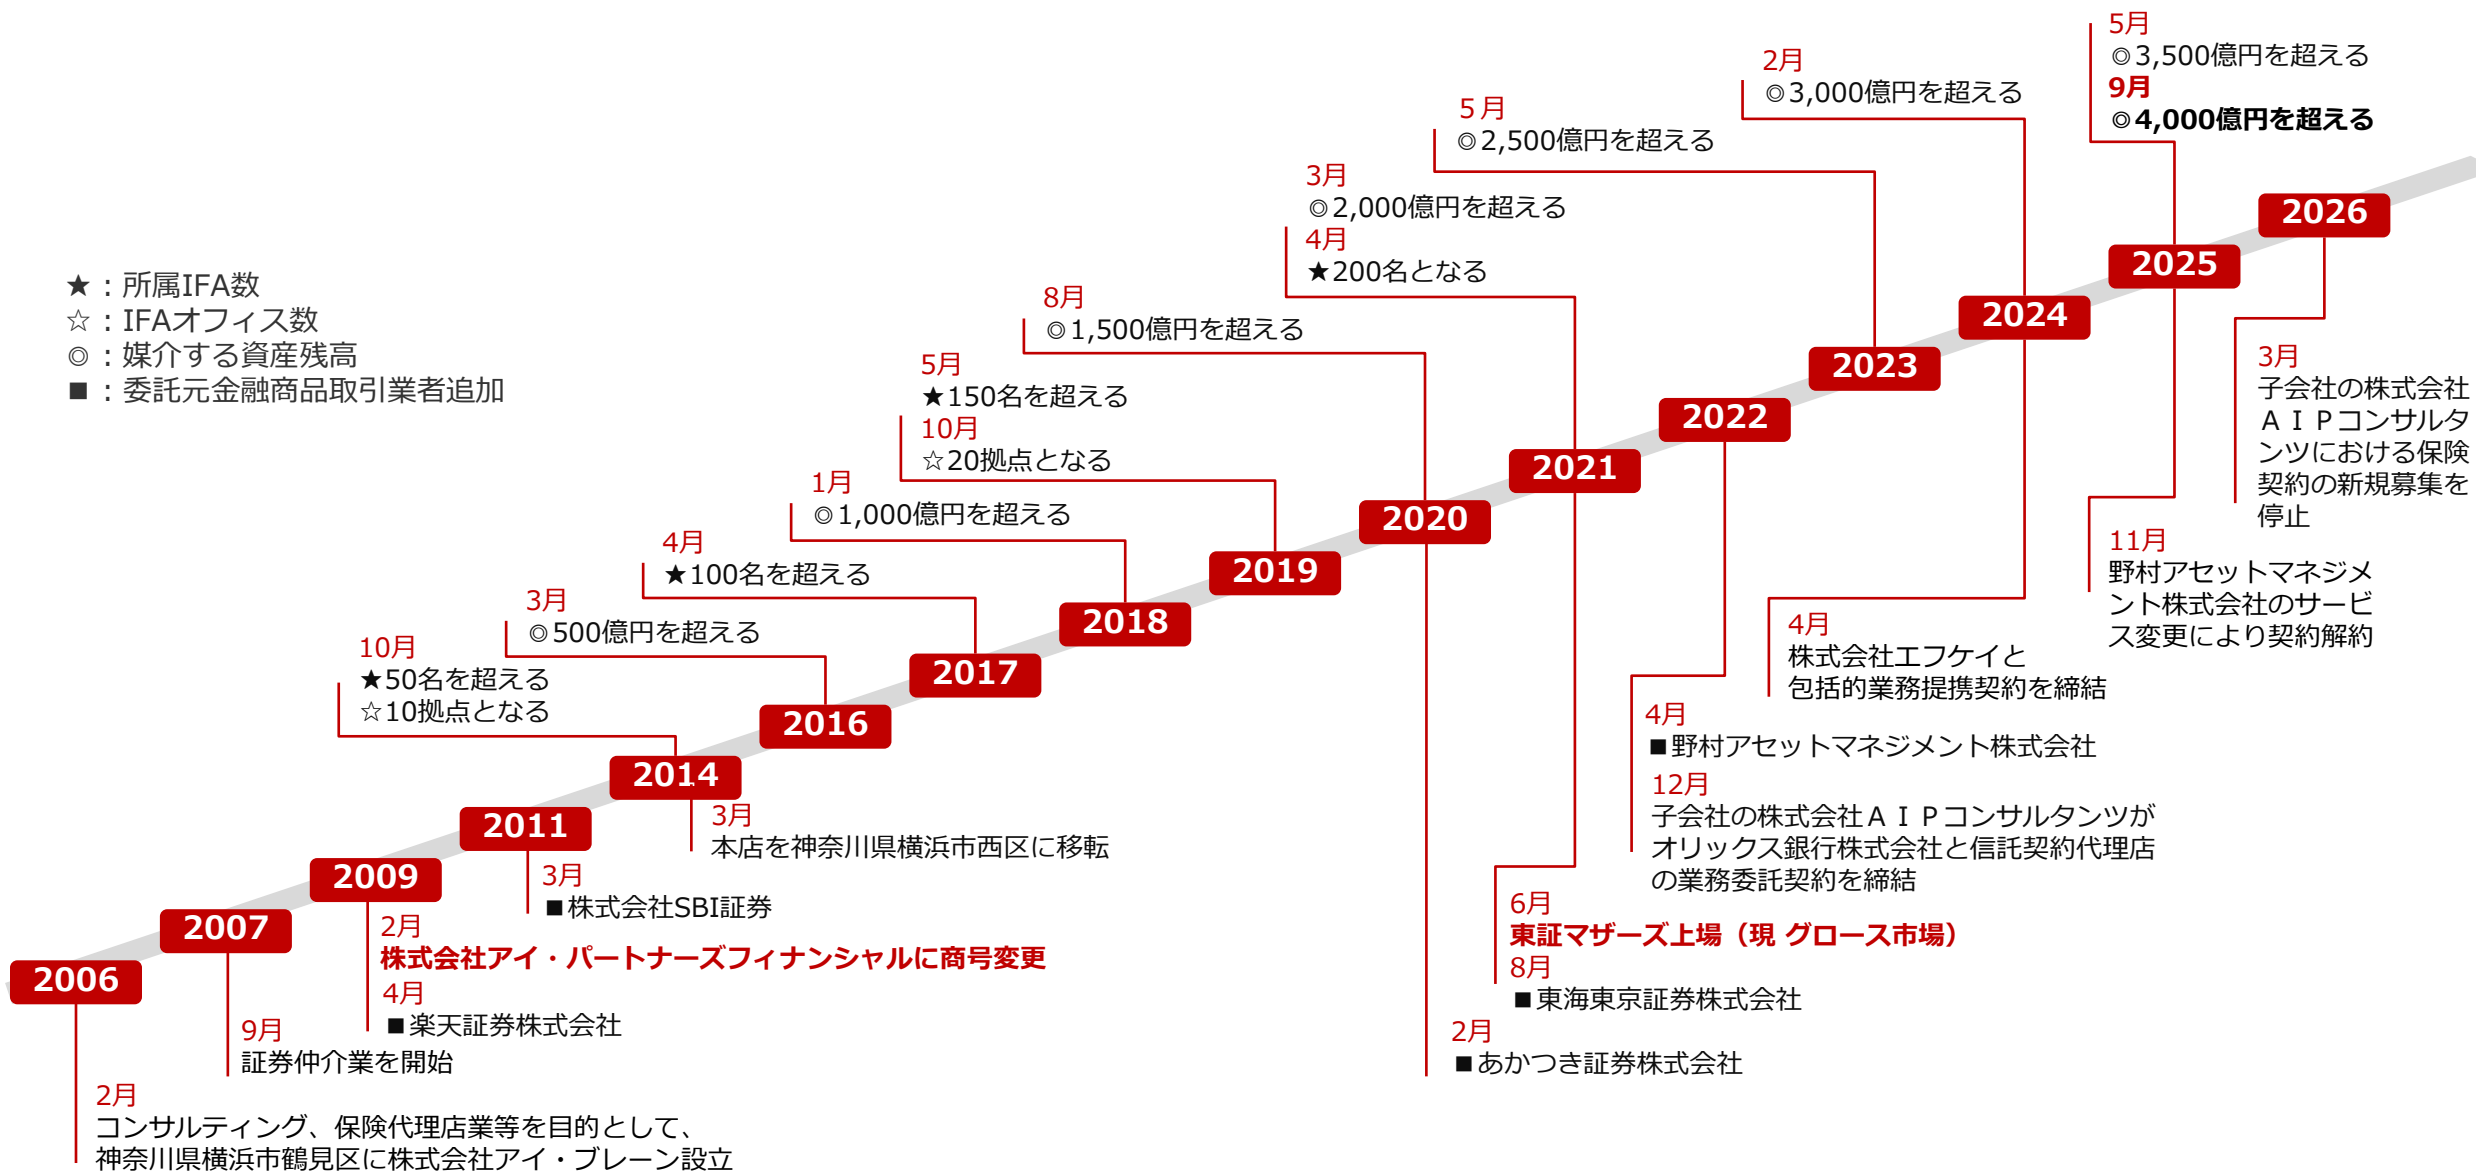 ★：所属IFA数
☆：IFAオフィス数
◎：媒介する資産残高
■：委託元金融商品取引業者追加
2006
2月
コンサルティング、保険代理店業等を目的として、
神奈川県横浜市鶴見区に株式会社アイ・ブレーン設立
2007
9月
証券仲介業を開始
2009
2月
株式会社アイ・パートナーズフィナンシャルに商号変更
4月
■楽天証券株式会社
2011
3月
■株式会社SBI証券
10月
★50名を超える
☆10拠点となる
2014
3月
本店を神奈川県横浜市西区に移転
3月
◎500億円を超える
2016
4月
★100名を超える
2017
1月
◎1,000億円を超える
2018
5月
★150名を超える
10月
☆20拠点となる
2019
8月
◎1,500億円を超える
2020
2月
■あかつき証券株式会社
3月
◎2,000億円を超える
4月
★200名となる
2021
6月
東証マザーズ上場（現 グロース市場）
8月
■東海東京証券株式会社
2022
4月
■野村アセットマネジメント株式会社
12月
子会社の株式会社ＡＩＰコンサルタンツが
オリックス銀行株式会社と信託契約代理店
の業務委託契約を締結
５月
◎2,500億円を超える
2023
2月
◎3,000億円を超える
2024
4月
株式会社エフケイと
包括的業務提携契約を締結
5月
◎3,500億円を超える
9月
◎4,000億円を超える
2025
11月
野村アセットマネジメ
ント株式会社のサービ
ス変更により契約解約
2026
3月
子会社の株式会社
ＡＩＰコンサルタ
ンツにおける保険
契約の新規募集を
停止